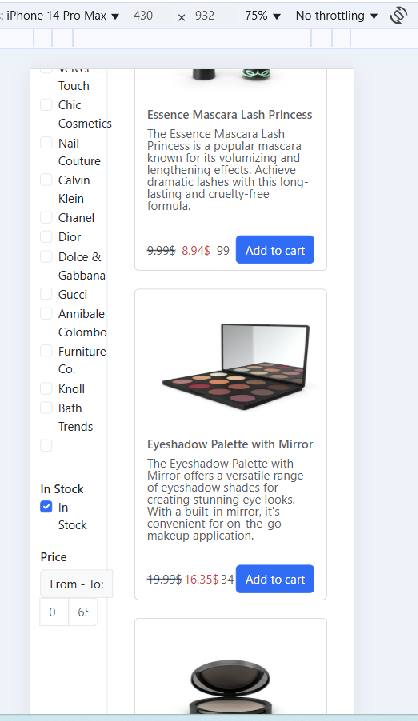 iPhone 14 Pro Max
430 x 932 75% No throttling
Touch
Chic
Cosmetics
Nail
Couture
Calvin
Klein
Chanel
Dior
Dolce &
Gabbana
Gucci
Annibale
Colombo
Furniture
Co.
Knoll
Bath
Trends
In Stock
In
Stock
Price
From - To:
0
Essence Mascara Lash Princess
The Essence Mascara Lash
Princess is a popular mascara
known for its volumizing and
lengthening effects. Achieve
dramatic lashes with this long-
lasting and cruelty-free
formula.
9.99$ 8.94$ 99 Add to cart
Eyeshadow Palette with Mirror
The Eyeshadow Palette with
Mirror offers a versatile range
of eyeshadow shades for
creating stunning eye looks.
With a built-in mirror, it's
convenient for on-the-go
makeup application.
19.99$ 16.35$ 34 Add to cart